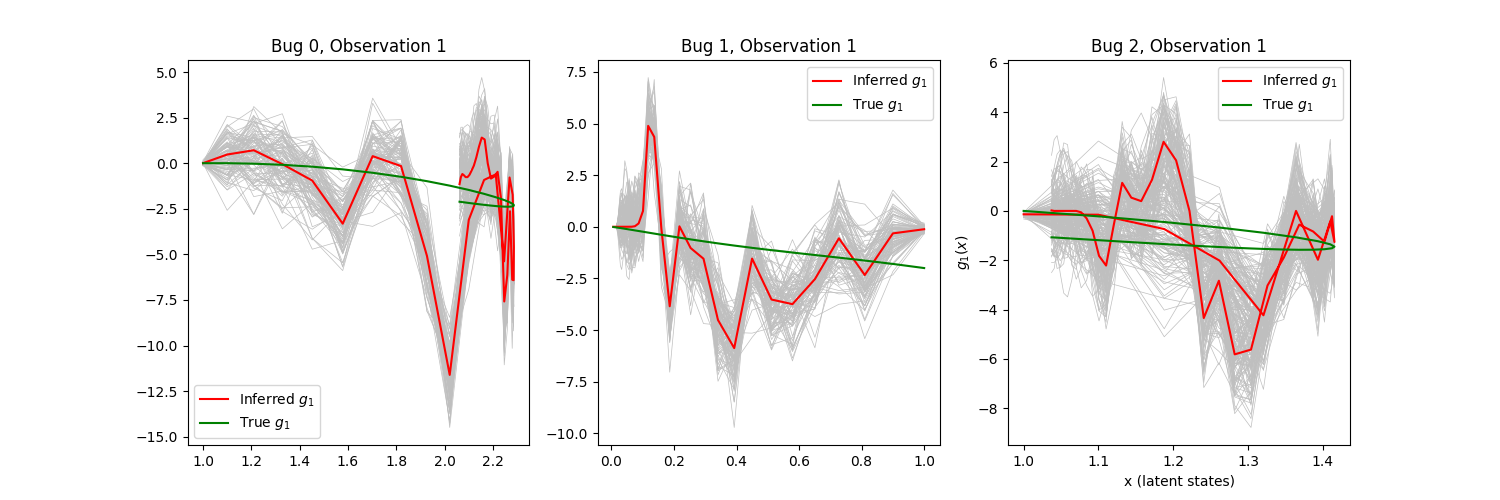 Bug 0, Observation 1
5.0
2.5
0.0
−2.5
−5.0
−7.5
−10.0
−12.5
−15.0
Inferred g₁
True g₁
1.0 1.2 1.4 1.6 1.8 2.0 2.2
Bug 1, Observation 1
7.5
5.0
2.5
0.0
−2.5
−5.0
−7.5
−10.0
Inferred g₁
True g₁
0.0 0.2 0.4 0.6 0.8 1.0
Bug 2, Observation 1
g₁(x)
6
4
2
0
−2
−4
−6
−8
Inferred g₁
True g₁
1.0 1.1 1.2 1.3 1.4
x (latent states)